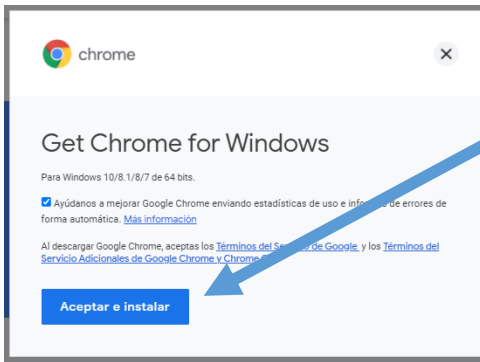 chrome
Get Chrome for Windows
Para Windows 10/8.1/8/7 de 64 bits.
Ayúdanos a mejorar Google Chrome enviando estadísticas de uso e de errores de
forma automática. Más información
Al descargar Google Chrome, aceptas los Términos del de Google y los Términos del
Servicio Adicionales de Google Chrome y Chrome
Aceptar e instalar